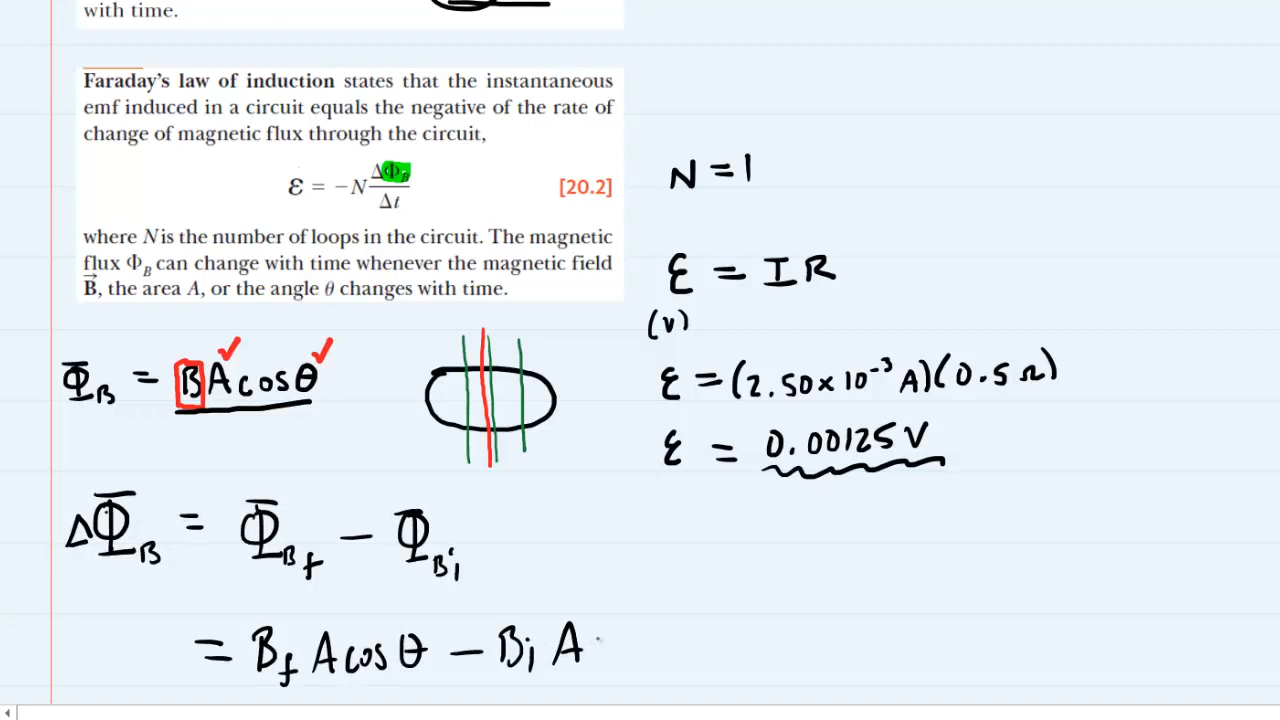 with time.
Faraday's law of induction states that the instantaneous
emf induced in a circuit equals the negative of the rate of
change of magnetic flux through the circuit,
ℰ = −N ΔΦ_B / Δt [20.2]
where N is the number of loops in the circuit. The magnetic
flux Φ_B can change with time whenever the magnetic field
B⃗, the area A, or the angle θ changes with time.
Φ_B = BA cos θ
ΔΦ_B = Φ_Bf − Φ_Bi
= B_f A cos θ − B_i A
N = 1
ℰ = IR
(V)
ℰ = (2.50 × 10⁻³ A)(0.5 Ω)
ℰ = 0.00125 V